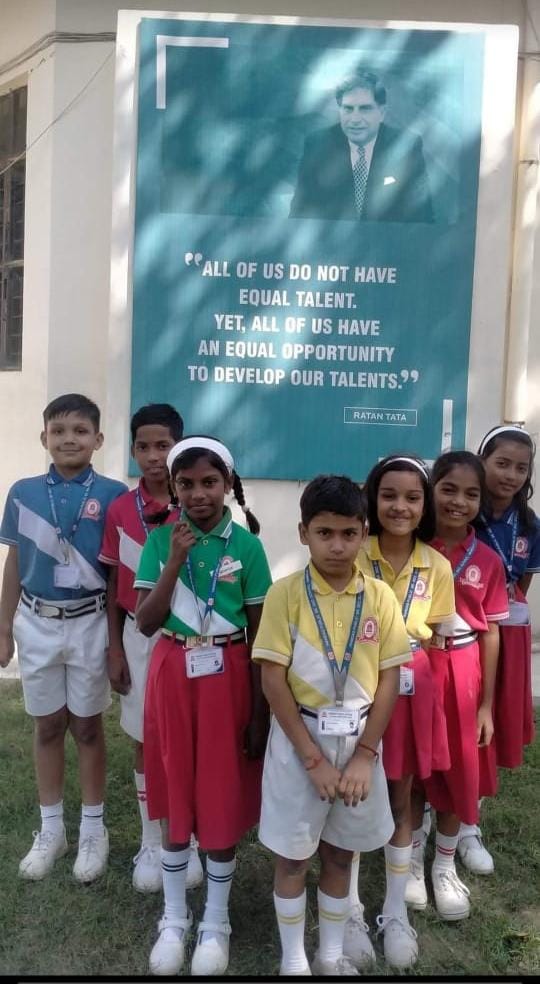 “ALL OF US DO NOT HAVE
EQUAL TALENT.
YET, ALL OF US HAVE
AN EQUAL OPPORTUNITY
TO DEVELOP OUR TALENTS.”
RATAN TATA